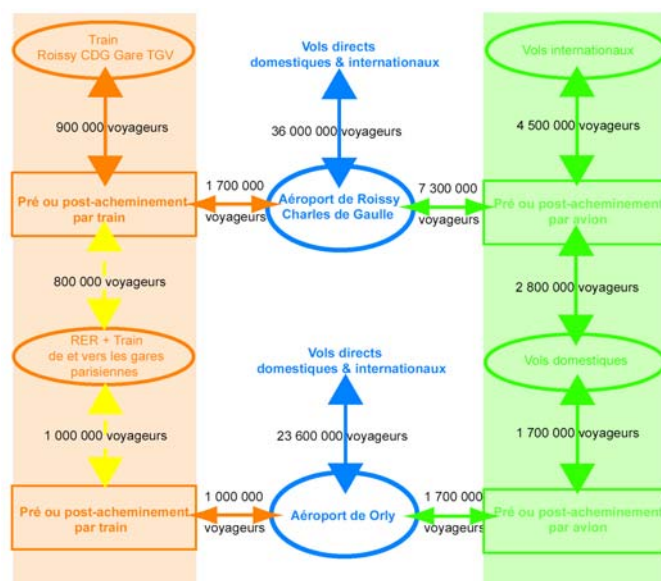 Train
Roissy CDG Gare TGV
Vols directs
domestiques & internationaux
Vols internationaux
900 000 voyageurs
36 000 000 voyageurs
4 500 000 voyageurs
Pré ou post-acheminement
par train
1 700 000
voyageurs
Aéroport de Roissy
Charles de Gaulle
7 300 000
voyageurs
Pré ou post-acheminement
par avion
800 000 voyageurs
2 800 000 voyageurs
RER + Train
de et vers les gares
parisiennes
Vols directs
domestiques & internationaux
Vols domestiques
1 000 000 voyageurs
23 600 000 voyageurs
1 700 000 voyageurs
Pré ou post-acheminement
par train
1 000 000
voyageurs
Aéroport de Orly
1 700 000
voyageurs
Pré ou post-acheminement
par avion